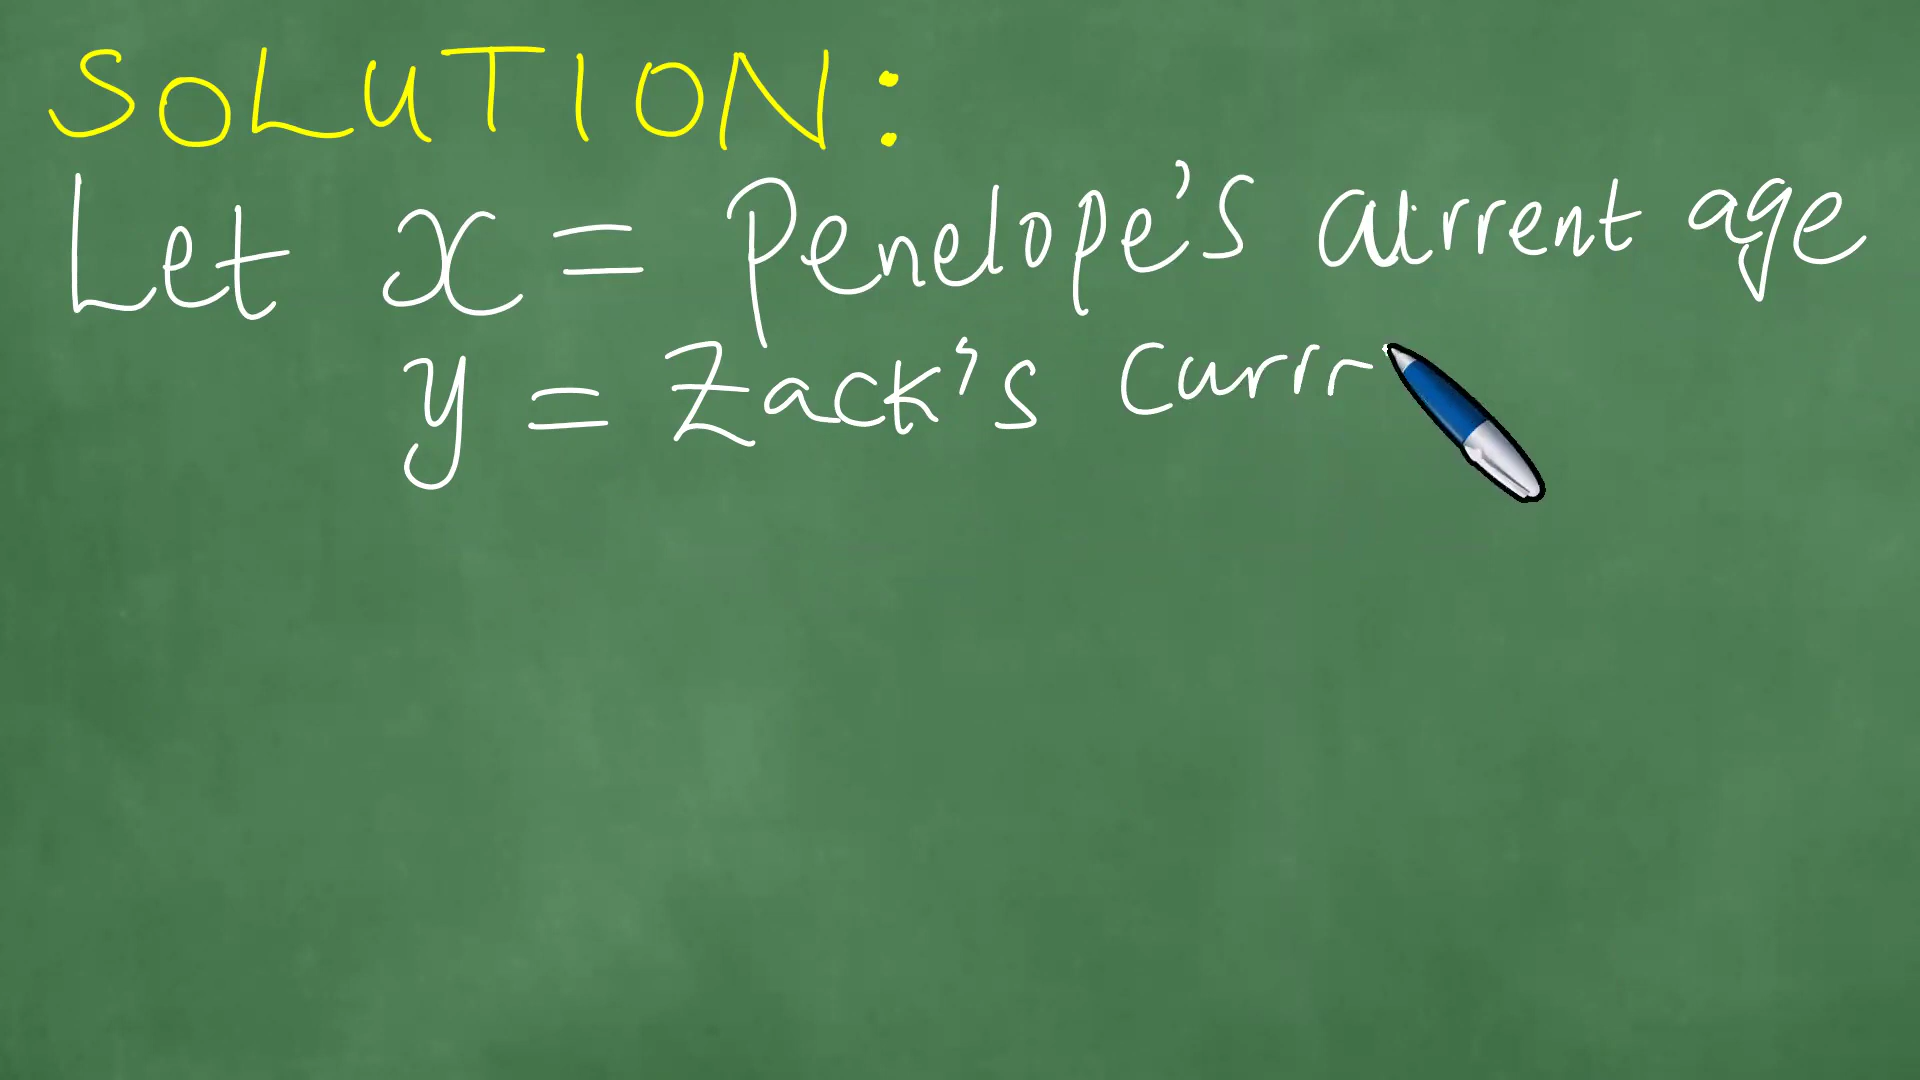 SOLUTION:
Let x = Penelope's current age
y = Zack's curr